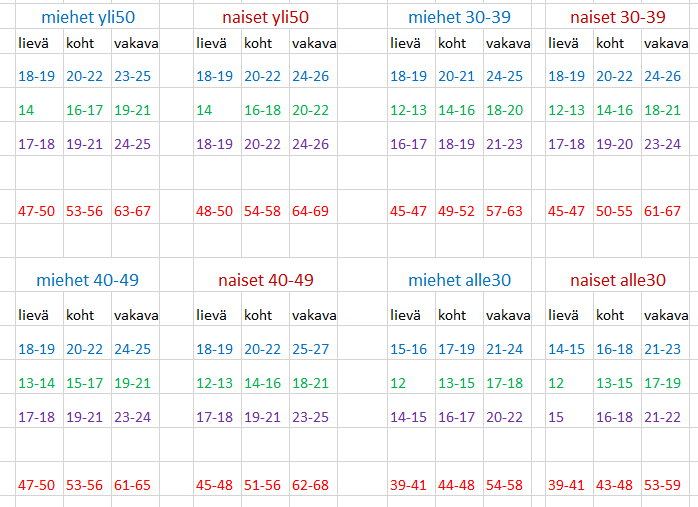 miehet yli50 naiset yli50 miehet 30-39 naiset 30-39
lievä koht vakava lievä koht vakava lievä koht vakava lievä koht vakava
18-19 20-22 23-25 18-19 20-22 24-26 18-19 20-21 24-25 18-19 20-22 24-26
14 16-17 19-21 14 16-18 20-22 12-13 14-16 18-20 12-13 14-16 18-21
17-18 19-21 24-25 18-19 20-22 24-26 16-17 18-19 21-23 17-18 19-20 23-24
47-50 53-56 63-67 48-50 54-58 64-69 45-47 49-52 57-63 45-47 50-55 61-67
miehet 40-49 naiset 40-49 miehet alle30 naiset alle30
lievä koht vakava lievä koht vakava lievä koht vakava lievä koht vakava
18-19 20-22 24-25 18-19 20-22 25-27 15-16 17-19 21-24 14-15 16-18 21-23
13-14 15-17 19-21 12-13 14-16 18-21 12 13-15 17-18 12 13-15 17-19
17-18 19-21 23-24 17-18 19-21 23-25 14-15 16-17 20-22 15 16-18 21-22
47-50 53-56 61-65 45-48 51-56 62-68 39-41 44-48 54-58 39-41 43-48 53-59